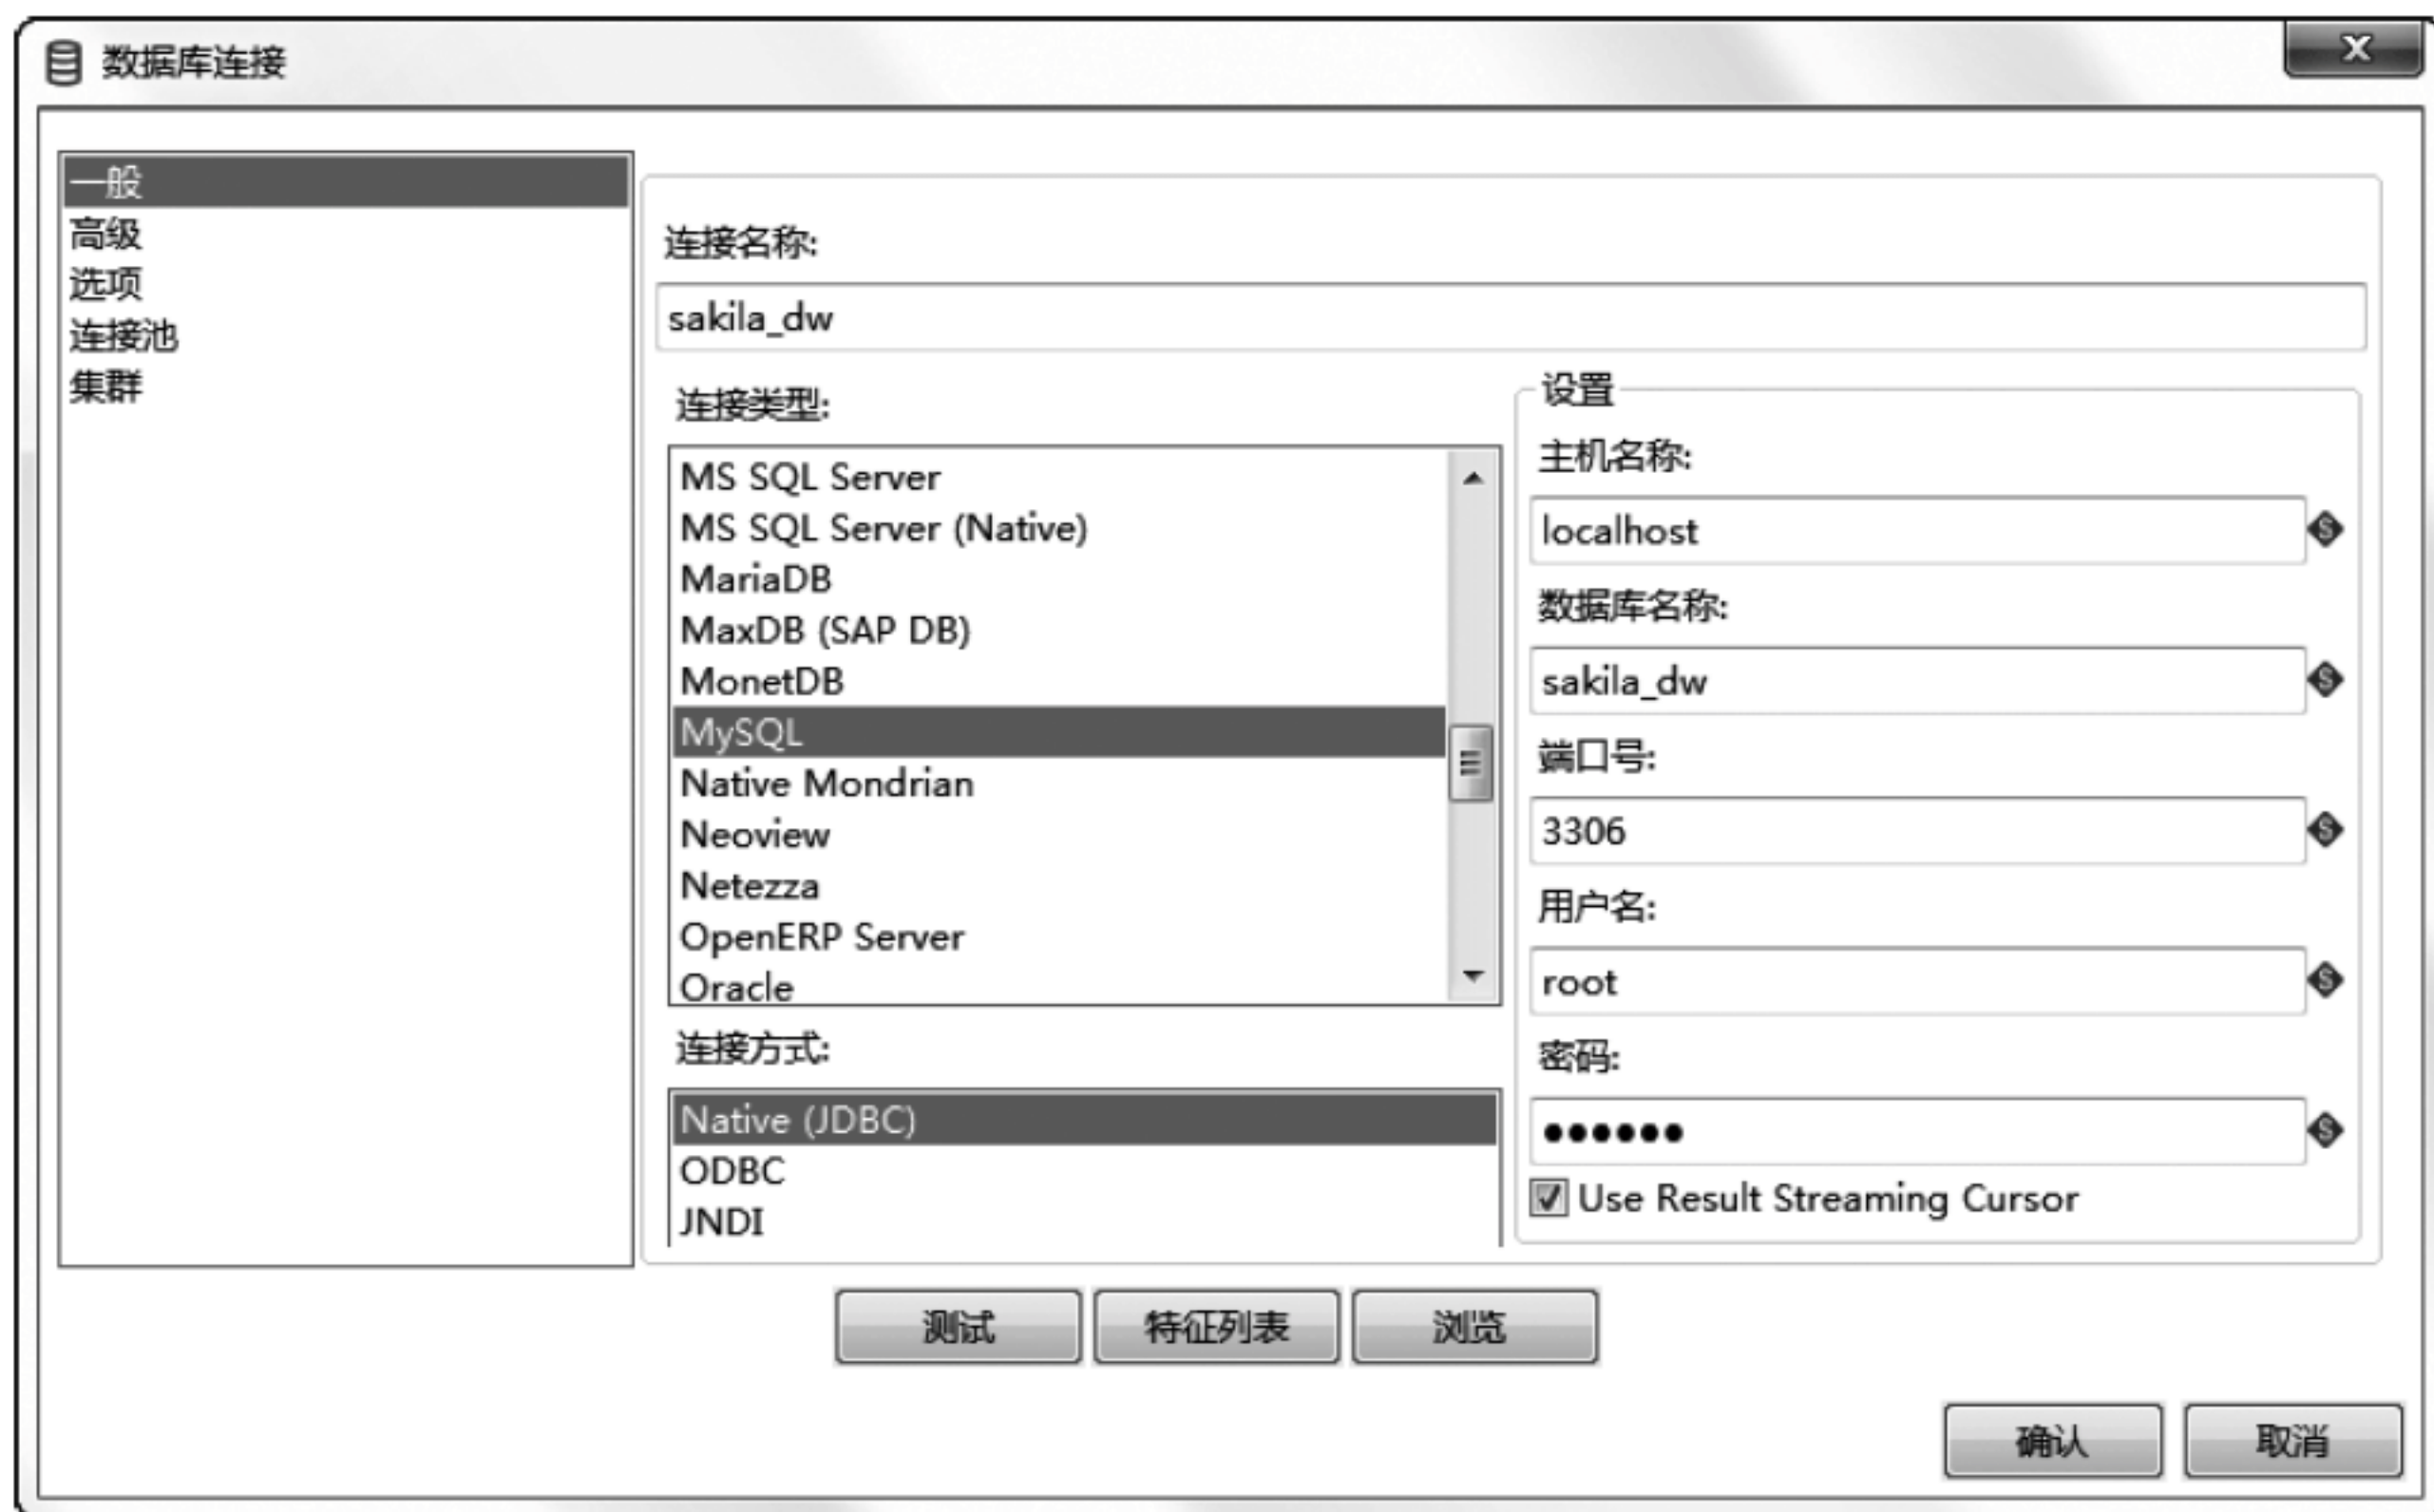 数据库连接
x
一般
高级
选项
连接池
集群
连接名称:
sakila_dw
连接类型:
MS SQL Server
MS SQL Server (Native)
MariaDB
MaxDB (SAP DB)
MonetDB
MySQL
Native Mondrian
Neoview
Netezza
OpenERP Server
Oracle
连接方式:
Native (JDBC)
ODBC
JNDI
设置
主机名称:
localhost
数据库名称:
sakila_dw
端口号:
3306
用户名:
root
密码:
●●●●●●
Use Result Streaming Cursor
测试 特征列表 浏览
确认 取消